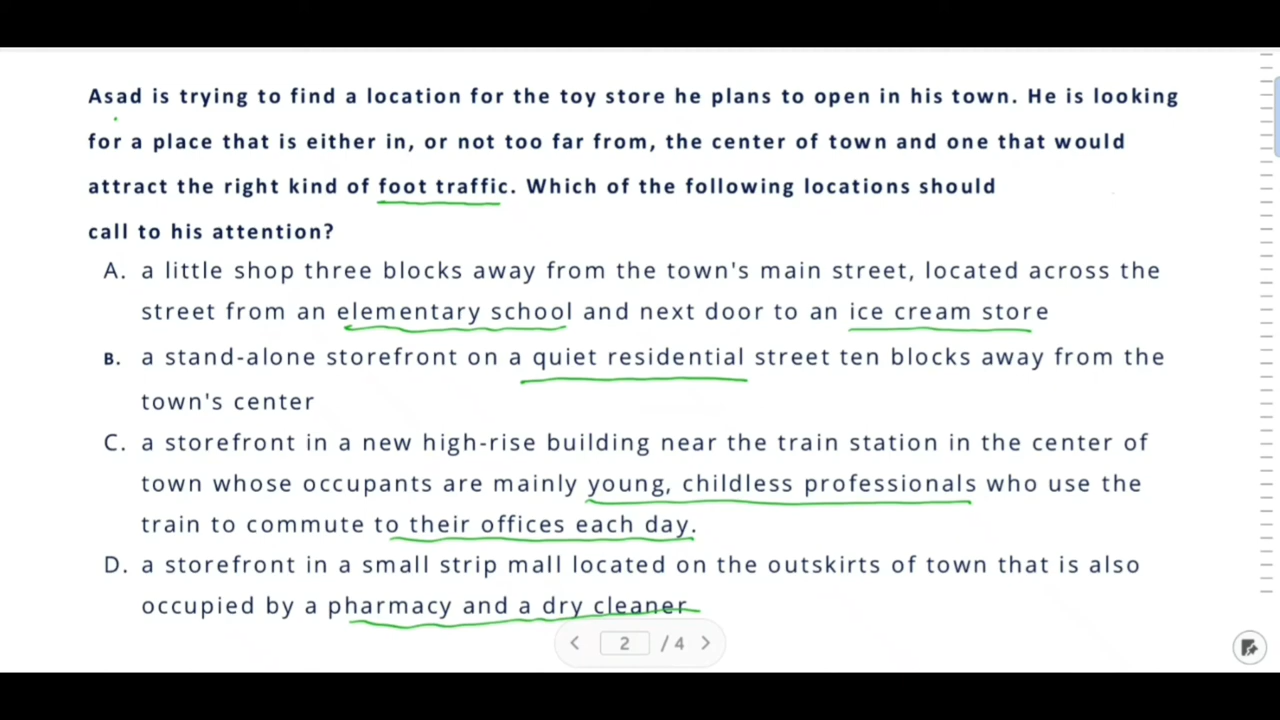 Asad is trying to find a location for the toy store he plans to open in his town. He is looking
for a place that is either in, or not too far from, the center of town and one that would
attract the right kind of foot traffic. Which of the following locations should
call to his attention?
A. a little shop three blocks away from the town's main street, located across the
street from an elementary school and next door to an ice cream store
B. a stand-alone storefront on a quiet residential street ten blocks away from the
town's center
C. a storefront in a new high-rise building near the train station in the center of
town whose occupants are mainly young, childless professionals who use the
train to commute to their offices each day.
D. a storefront in a small strip mall located on the outskirts of town that is also
occupied by a pharmacy and a dry cleaner
2 / 4